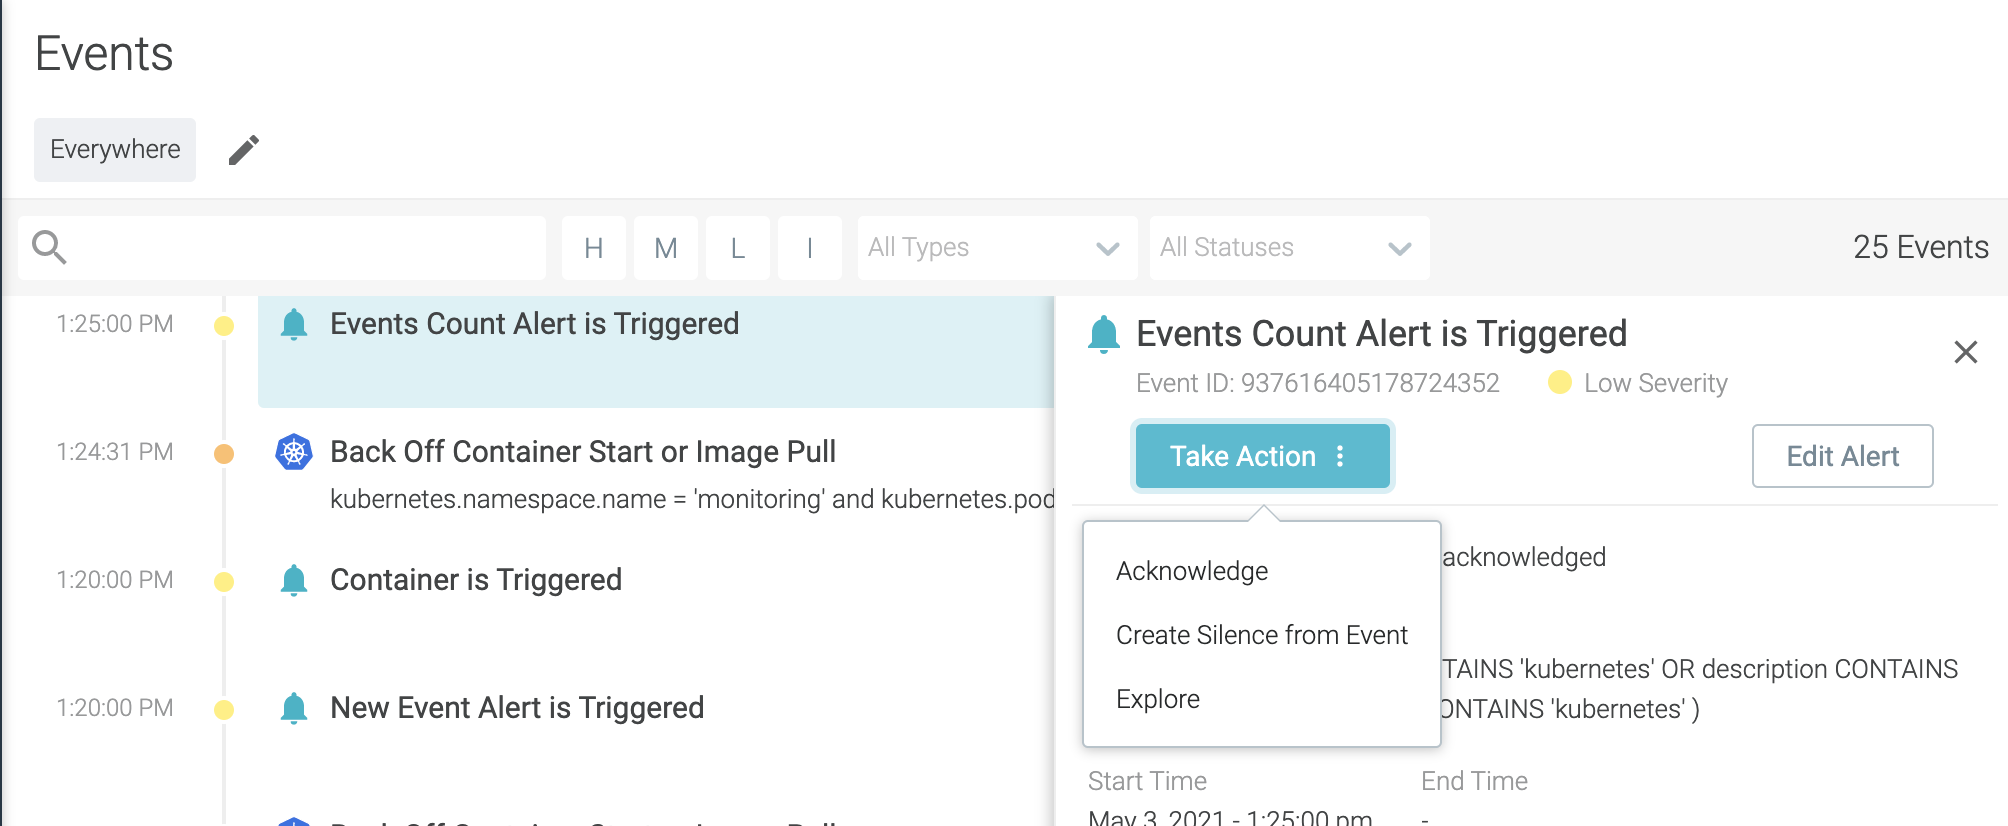 Events
Everywhere
H M L I All Types All Statuses 25 Events
1:25:00 PM Events Count Alert is Triggered
1:24:31 PM Back Off Container Start or Image Pull
kubernetes.namespace.name = 'monitoring' and kubernetes.pod
1:20:00 PM Container is Triggered
1:20:00 PM New Event Alert is Triggered
Events Count Alert is Triggered
Event ID: 937616405178724352 Low Severity
Take Action Edit Alert
Acknowledge
Create Silence from Event
Explore
acknowledged
TAINS 'kubernetes' OR description CONTAINS
ONTAINS 'kubernetes' )
Start Time End Time
May 3, 2021 - 1:25:00 pm -